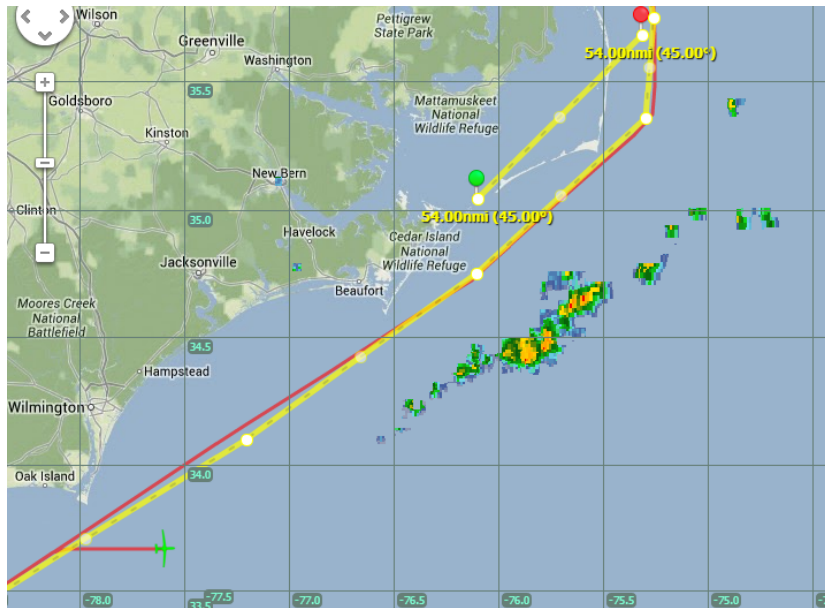 Wilson
Pettigrew
State Park
Greenville
Washington
54.00nmi (45.00°)
35.5
Goldsboro
Mattamuskeet
National
Wildlife Refuge
Kinston
New Bern
Clinton
35.0
54.00nmi (45.00°)
Havelock
Cedar Island
National
Wildlife Refuge
Jacksonville
Beaufort
Moores Creek
National
Battlefield
34.5
Hampstead
Wilmington
34.0
Oak Island
-78.0
33.5
-77.5
-77.0
-76.5
-76.0
-75.5
-75.0